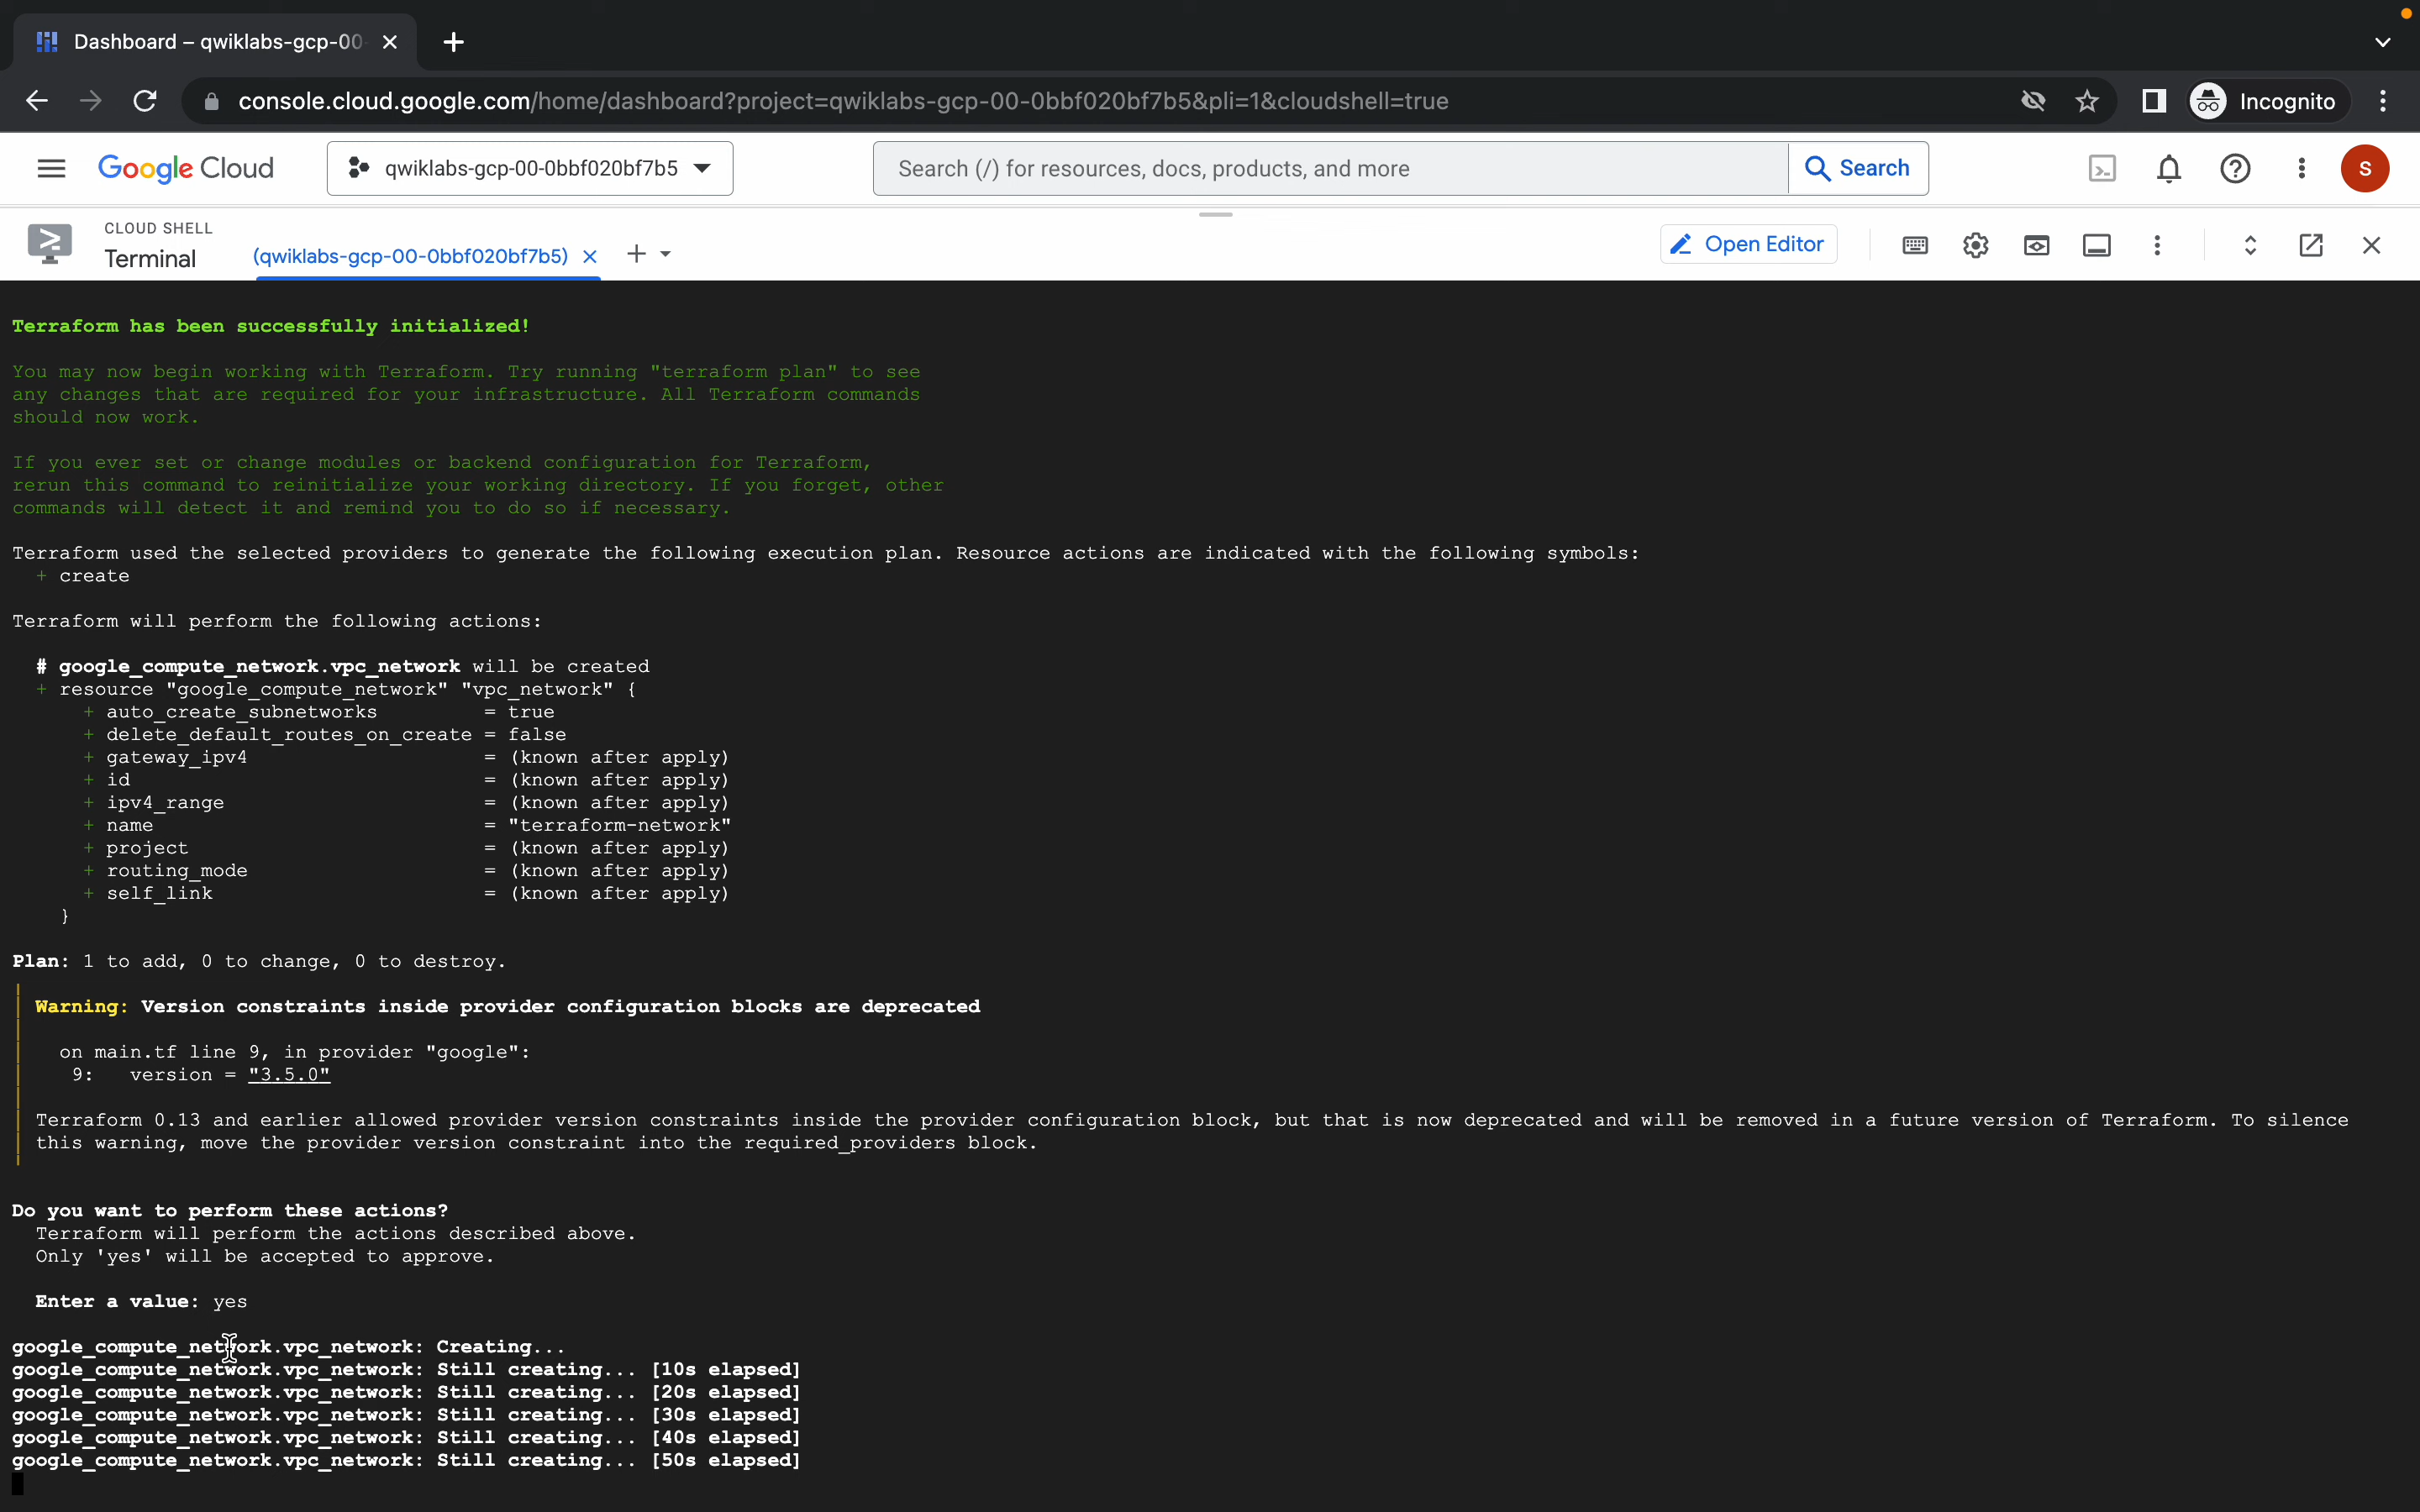 Dashboard – qwiklabs-gcp-00
console.cloud.google.com/home/dashboard?project=qwiklabs-gcp-00-0bbf020bf7b5&pli=1&cloudshell=true
Incognito
Google Cloud
qwiklabs-gcp-00-0bbf020bf7b5
Search (/) for resources, docs, products, and more
Search
S
CLOUD SHELL
Terminal
(qwiklabs-gcp-00-0bbf020bf7b5)
Open Editor
Terraform has been successfully initialized!
You may now begin working with Terraform. Try running "terraform plan" to see
any changes that are required for your infrastructure. All Terraform commands
should now work.
If you ever set or change modules or backend configuration for Terraform,
rerun this command to reinitialize your working directory. If you forget, other
commands will detect it and remind you to do so if necessary.
Terraform used the selected providers to generate the following execution plan. Resource actions are indicated with the following symbols:
+ create
Terraform will perform the following actions:
# google_compute_network.vpc_network will be created
+ resource "google_compute_network" "vpc_network" {
+ auto_create_subnetworks = true
+ delete_default_routes_on_create = false
+ gateway_ipv4 = (known after apply)
+ id = (known after apply)
+ ipv4_range = (known after apply)
+ name = "terraform-network"
+ project = (known after apply)
+ routing_mode = (known after apply)
+ self_link = (known after apply)
}
Plan: 1 to add, 0 to change, 0 to destroy.
Warning: Version constraints inside provider configuration blocks are deprecated
on main.tf line 9, in provider "google":
9: version = "3.5.0"
Terraform 0.13 and earlier allowed provider version constraints inside the provider configuration block, but that is now deprecated and will be removed in a future version of Terraform. To silence
this warning, move the provider version constraint into the required_providers block.
Do you want to perform these actions?
Terraform will perform the actions described above.
Only 'yes' will be accepted to approve.
Enter a value: yes
google_compute_network.vpc_network: Creating...
google_compute_network.vpc_network: Still creating... [10s elapsed]
google_compute_network.vpc_network: Still creating... [20s elapsed]
google_compute_network.vpc_network: Still creating... [30s elapsed]
google_compute_network.vpc_network: Still creating... [40s elapsed]
google_compute_network.vpc_network: Still creating... [50s elapsed]